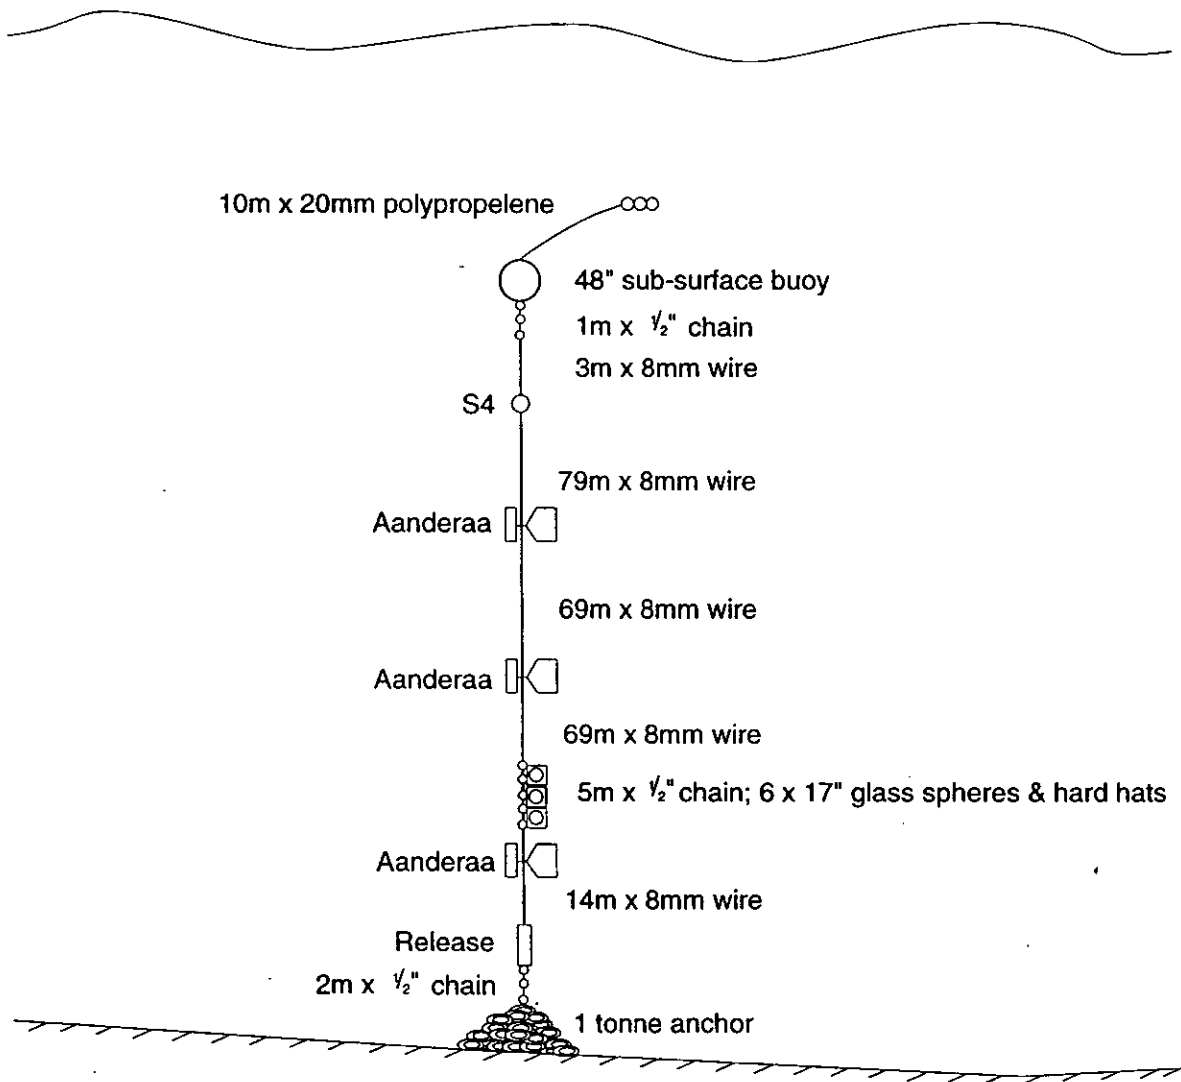 10m x 20mm polypropelene
48" sub-surface buoy
1m x 1/2" chain
3m x 8mm wire
S4
79m x 8mm wire
Aanderaa
69m x 8mm wire
Aanderaa
69m x 8mm wire
5m x 1/2" chain; 6 x 17" glass spheres & hard hats
Aanderaa
14m x 8mm wire
Release
2m x 1/2" chain
1 tonne anchor